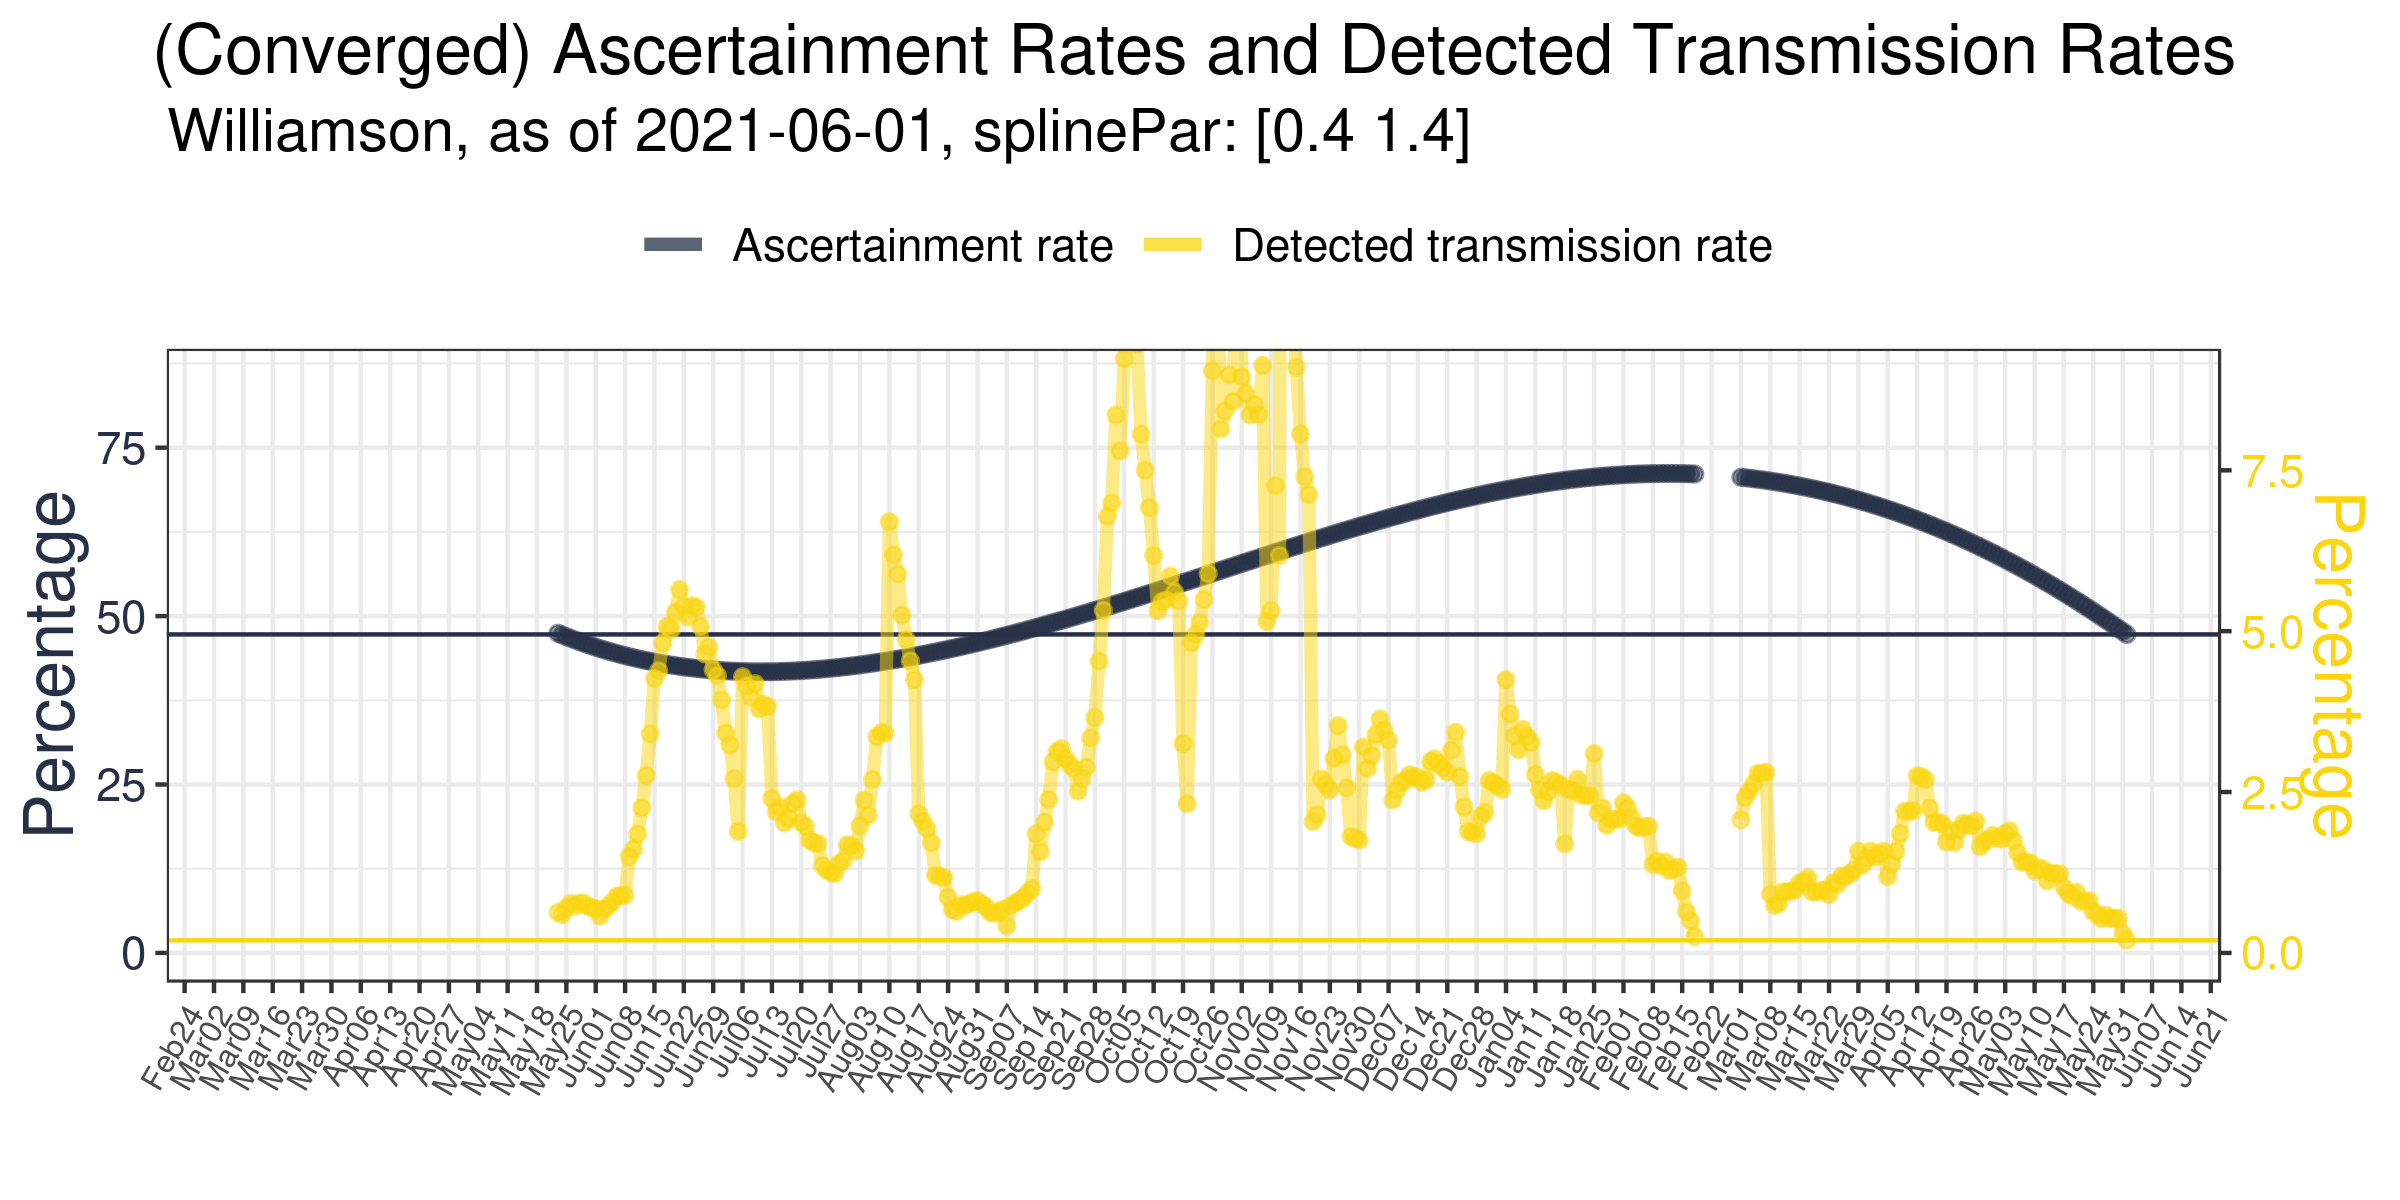 (Converged) Ascertainment Rates and Detected Transmission Rates
Williamson, as of 2021-06-01, splinePar: [0.4 1.4]
Ascertainment rate Detected transmission rate
Percentage
75
50
25
0
7.5
5.0
2.5
0.0
Percentage
Feb24 Mar02 Mar09 Mar16 Mar23 Mar30 Apr06 Apr13 Apr20 Apr27 May04 May11 May18 May25 Jun01 Jun08 Jun15 Jun22 Jun29 Jul06 Jul13 Jul20 Jul27 Aug03 Aug10 Aug17 Aug24 Aug31 Sep07 Sep14 Sep21 Sep28 Oct05 Oct12 Oct19 Oct26 Nov02 Nov09 Nov16 Nov23 Nov30 Dec07 Dec14 Dec21 Dec28 Jan04 Jan11 Jan18 Jan25 Feb01 Feb08 Feb15 Feb22 Mar01 Mar08 Mar15 Mar22 Mar29 Apr05 Apr12 Apr19 Apr26 May03 May10 May17 May24 May31 Jun07 Jun14 Jun21